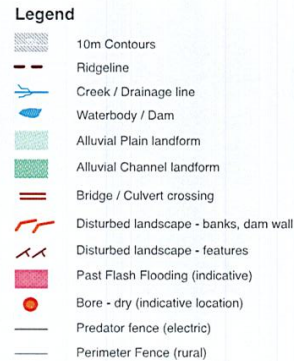 Legend
10m Contours
Ridgeline
Creek / Drainage line
Waterbody / Dam
Alluvial Plain landform
Alluvial Channel landform
Bridge / Culvert crossing
Disturbed landscape - banks, dam wall
Disturbed landscape - features
Past Flash Flooding (indicative)
Bore - dry (indicative location)
Predator fence (electric)
Perimeter Fence (rural)